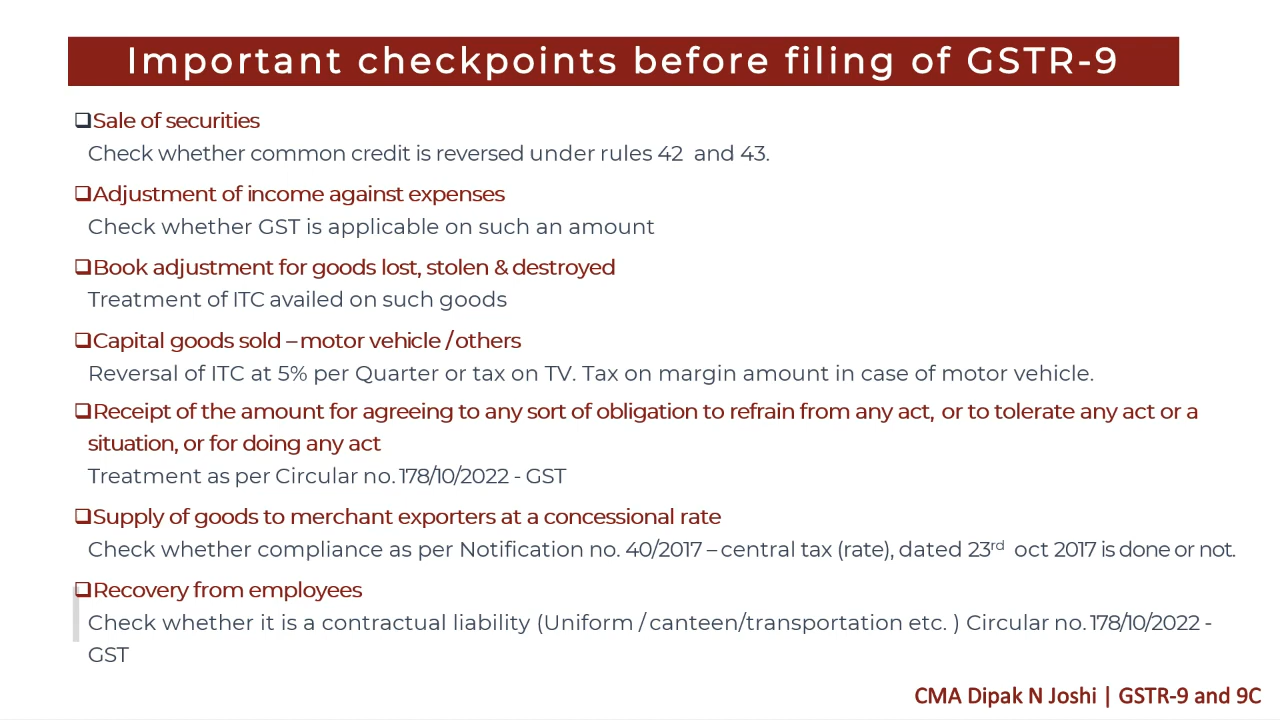 Important checkpoints before filing of GSTR-9
❑Sale of securities
Check whether common credit is reversed under rules 42 and 43.
❑Adjustment of income against expenses
Check whether GST is applicable on such an amount
❑Book adjustment for goods lost, stolen & destroyed
Treatment of ITC availed on such goods
❑Capital goods sold – motor vehicle / others
Reversal of ITC at 5% per Quarter or tax on TV. Tax on margin amount in case of motor vehicle.
❑Receipt of the amount for agreeing to any sort of obligation to refrain from any act, or to tolerate any act or a
situation, or for doing any act
Treatment as per Circular no. 178/10/2022 - GST
❑Supply of goods to merchant exporters at a concessional rate
Check whether compliance as per Notification no. 40/2017 – central tax (rate), dated 23rd oct 2017 is done or not.
❑Recovery from employees
Check whether it is a contractual liability (Uniform / canteen/transportation etc. ) Circular no. 178/10/2022 -
GST
CMA Dipak N Joshi | GSTR-9 and 9C